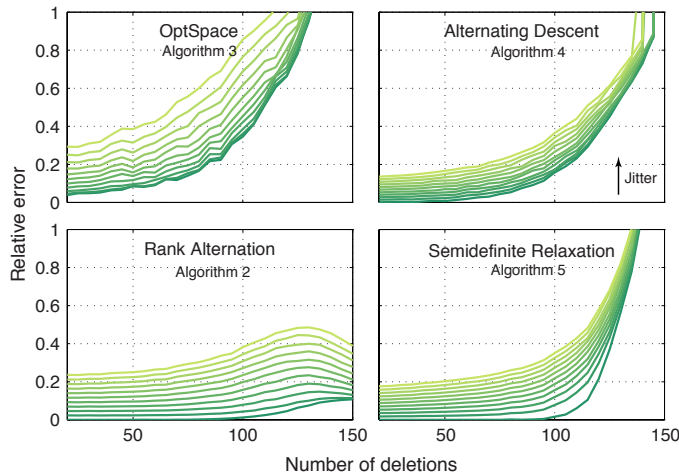 OptSpace
Algorithm 3
Alternating Descent
Algorithm 4
1
0.8
0.6
0.4
0.2
0
Jitter
Relative error
Rank Alternation
Algorithm 2
Semidefinite Relaxation
Algorithm 5
1
0.8
0.6
0.4
0.2
0
50
100
150
50
100
150
Number of deletions